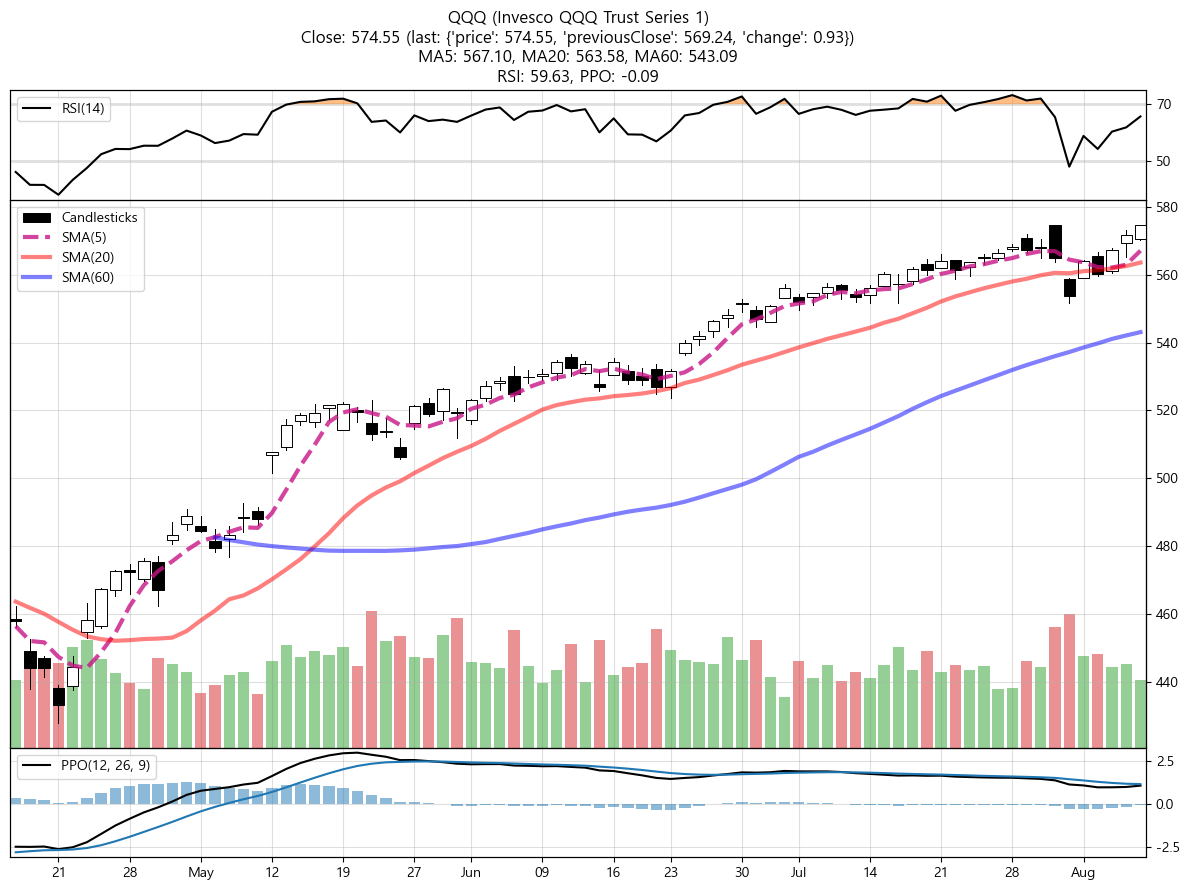 QQQ (Invesco QQQ Trust Series 1)
Close: 574.55 (last: {'price': 574.55, 'previousClose': 569.24, 'change': 0.93})
MA5: 567.10, MA20: 563.58, MA60: 543.09
RSI: 59.63, PPO: -0.09
RSI(14)
70
50
Candlesticks
SMA(5)
SMA(20)
SMA(60)
580
560
540
520
500
480
460
440
PPO(12, 26, 9)
2.5
0.0
−2.5
21 28 May 12 19 27 Jun 09 16 23 30 Jul 14 21 28 Aug